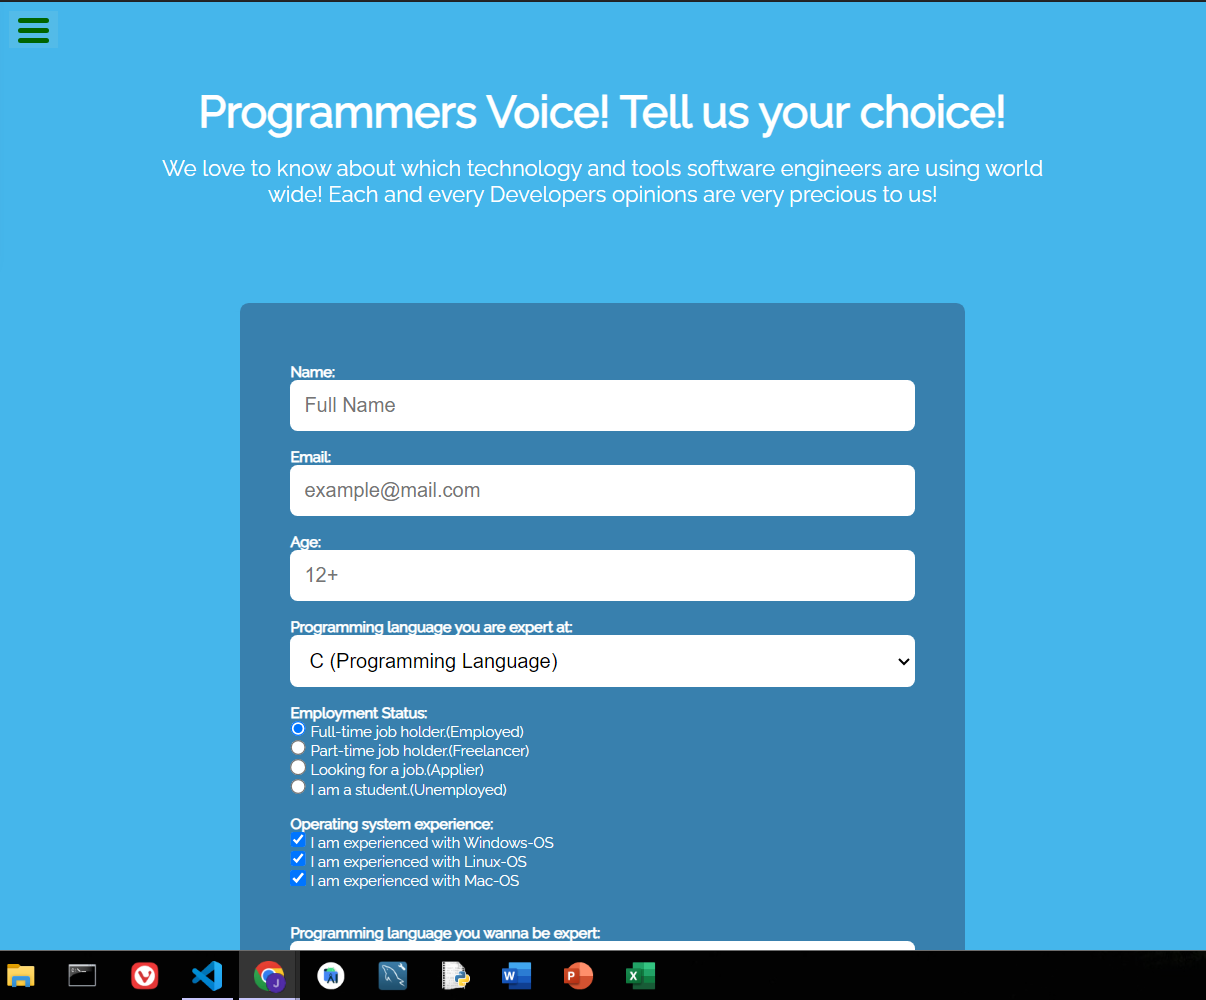 Programmers Voice! Tell us your choice!
We love to know about which technology and tools software engineers are using world
wide! Each and every Developers opinions are very precious to us!
Name:
Full Name
Email:
example@mail.com
Age:
12+
Programming language you are expert at:
C (Programming Language)
Employment Status:
Full-time job holder.(Employed)
Part-time job holder.(Freelancer)
Looking for a job.(Applier)
I am a student.(Unemployed)
Operating system experience:
I am experienced with Windows-OS
I am experienced with Linux-OS
I am experienced with Mac-OS
Programming language you wanna be expert:
J
W
P
X